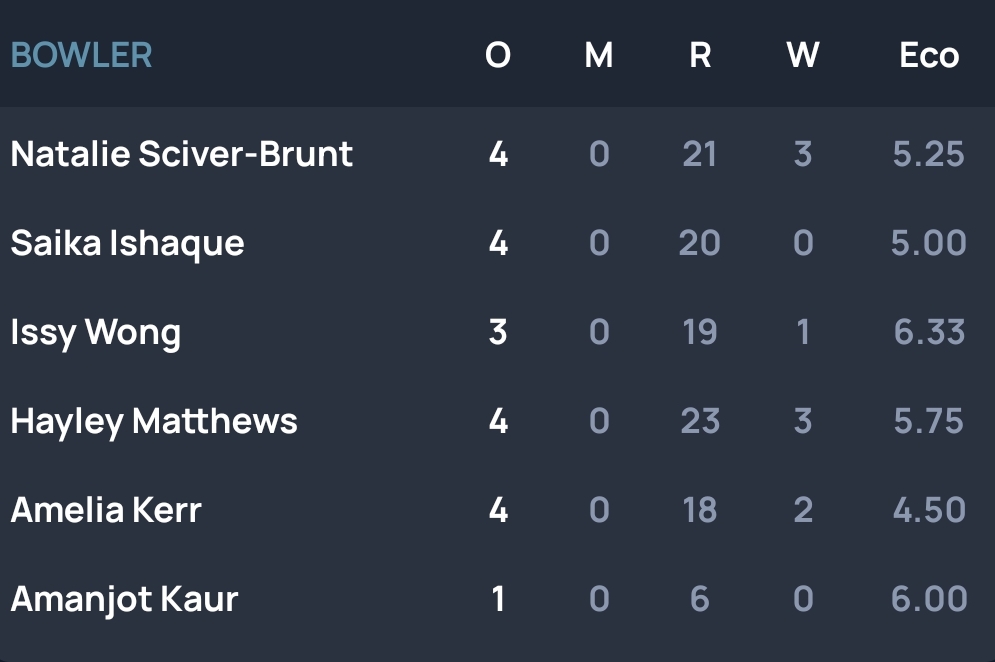 BOWLER O M R W Eco
Natalie Sciver-Brunt 4 0 21 3 5.25
Saika Ishaque 4 0 20 0 5.00
Issy Wong 3 0 19 1 6.33
Hayley Matthews 4 0 23 3 5.75
Amelia Kerr 4 0 18 2 4.50
Amanjot Kaur 1 0 6 0 6.00